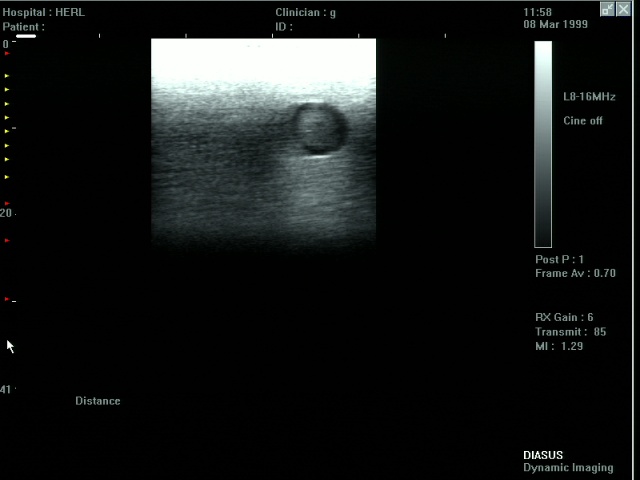 Hospital : HERL
Clinician : g
11:58
Patient :
ID :
08 Mar 1999
0
L8-16MHz
Cine off
20
Post P : 1
Frame Av : 0.70
RX Gain : 6
Transmit : 85
MI : 1.29
41
Distance
DIASUS
Dynamic Imaging